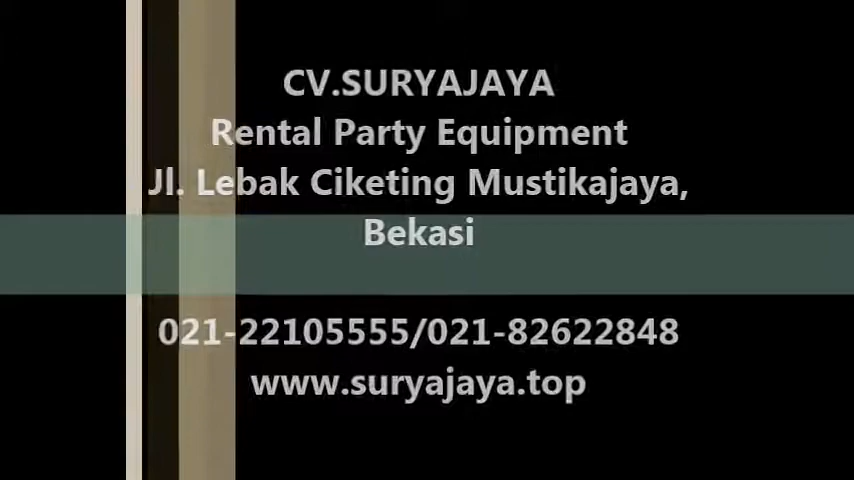 CV.SURYAJAYA
Rental Party Equipment
Jl. Lebak Ciketing Mustikajaya,
Bekasi
021-22105555/021-82622848
www.suryajaya.top